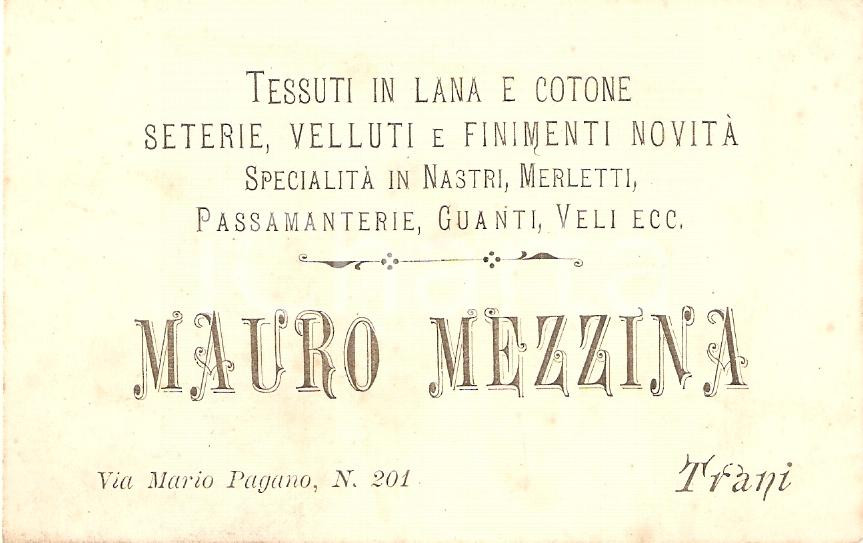 TESSUTI IN LANA E COTONE
SETERIE, VELLUTI E FINIMENTI NOVITÀ
SPECIALITÀ IN NASTRI, MERLETTI,
PASSAMANTERIE, GUANTI, VELI ECC.
MAURO MEZZINA
Via Mario Pagano, N. 201
Trani